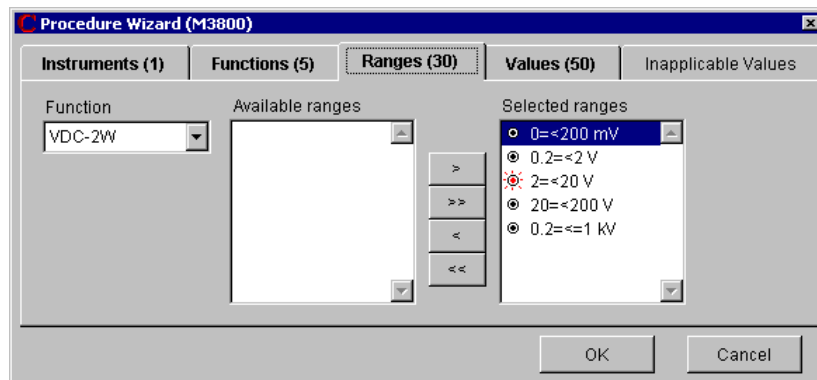 Procedure Wizard (M3800)
Instruments (1) Functions (5) Ranges (30) Values (50) Inapplicable Values
Function Available ranges Selected ranges
VDC-2W
0=<200 mV
0.2=<2 V
2=<20 V
20=<200 V
0.2=<=1 kV
>
>>
<
<<
OK Cancel